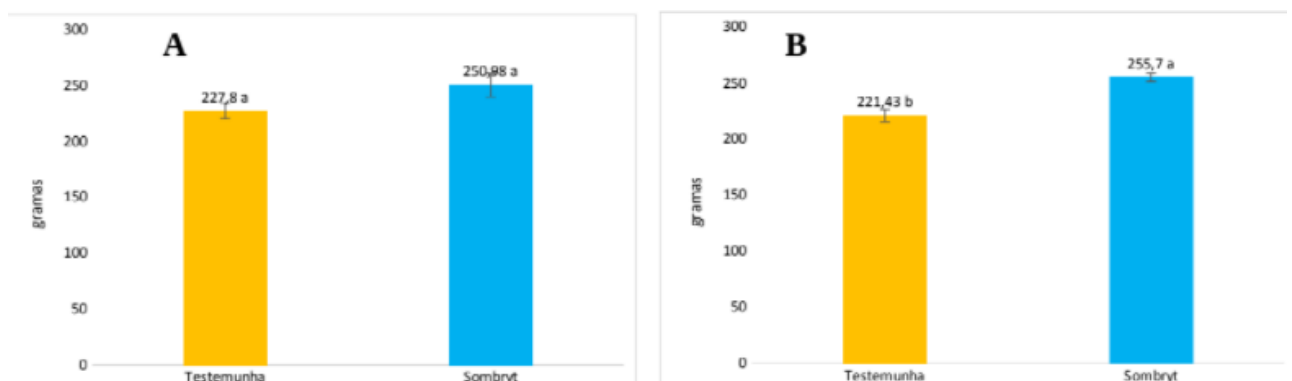 A
300
250
200
150
100
50
0
gramas
227,8 a
250,98 a
Testemunha
Sombryt
B
300
250
200
150
100
50
0
gramas
221,43 b
255,7 a
Testemunha
Sombryt